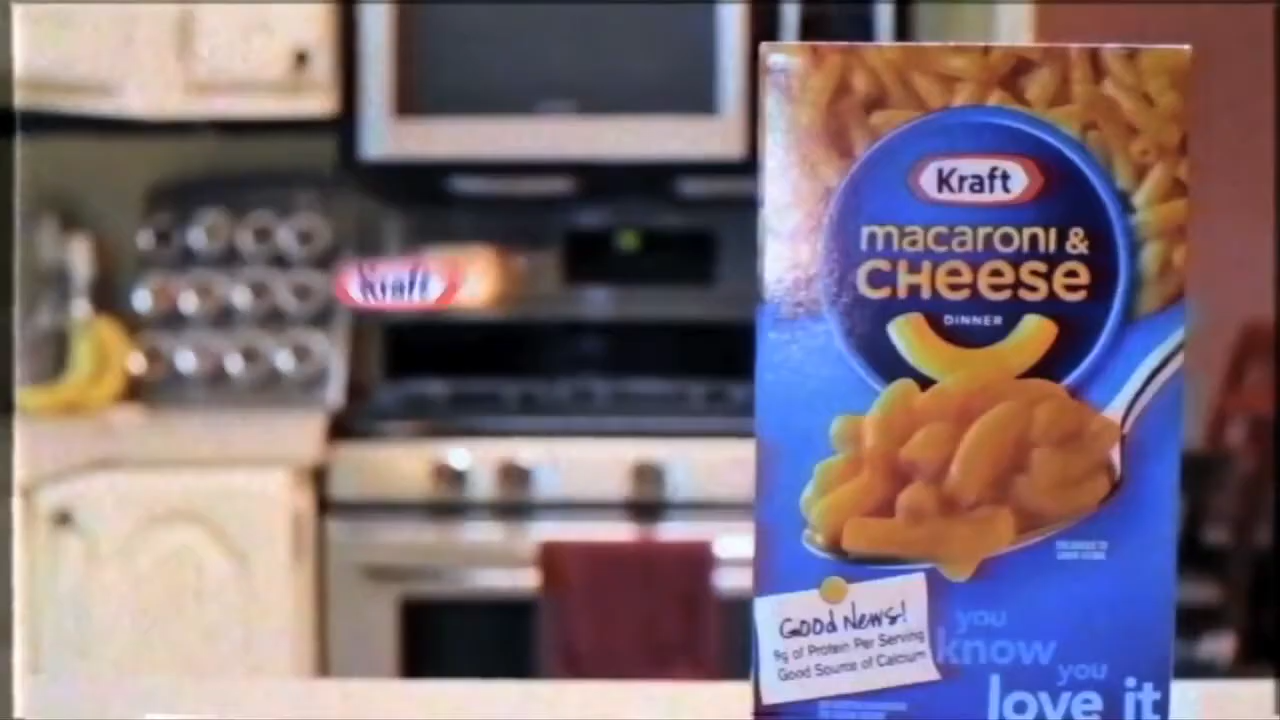 Kraft
Kraft
macaroni &
CHeese
DINNER
Good News!
9g of Protein Per Serving
Good Source of Calcium
you
know
you
love it